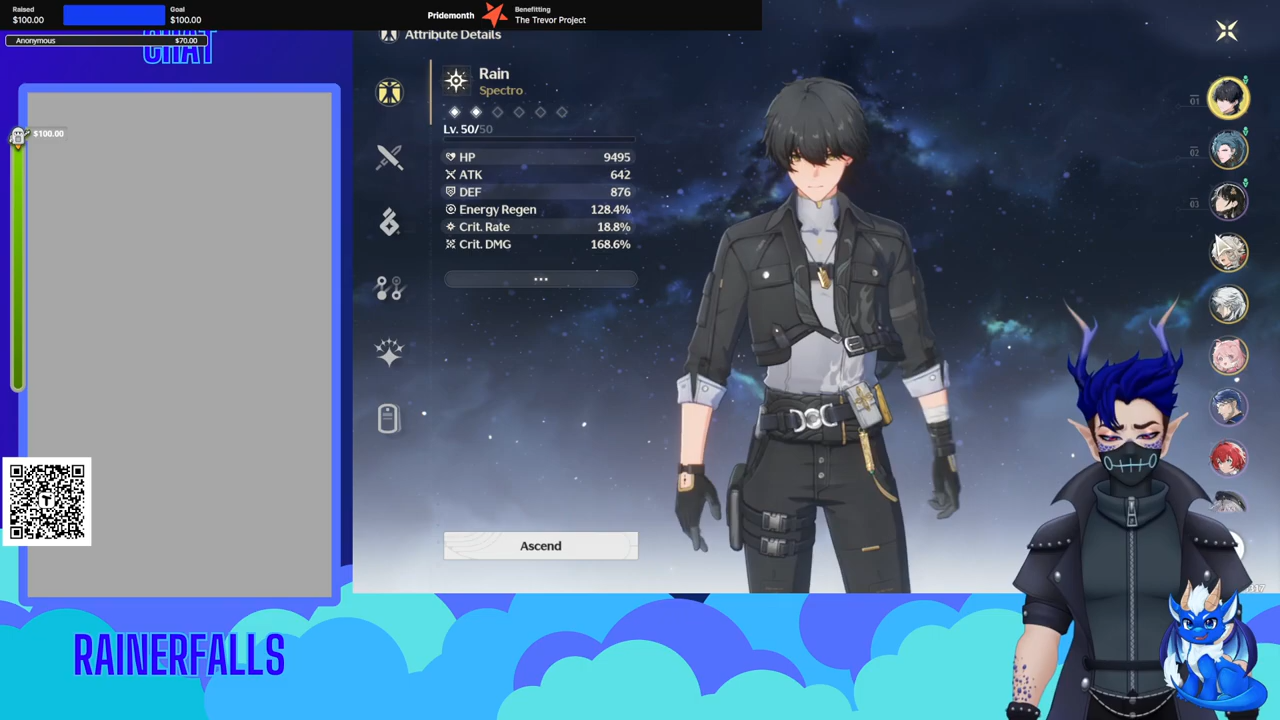 Raised
$100.00
Goal
$100.00
Pridemonth
Benefitting
The Trevor Project
Anonymous
$70.00
CHAT
$100.00
T
Attribute Details
Rain
Spectro
Lv. 50/50
HP 9495
ATK 642
DEF 876
Energy Regen 128.4%
Crit. Rate 18.8%
Crit. DMG 168.6%
...
Ascend
01
02
03
RAINERFALLS